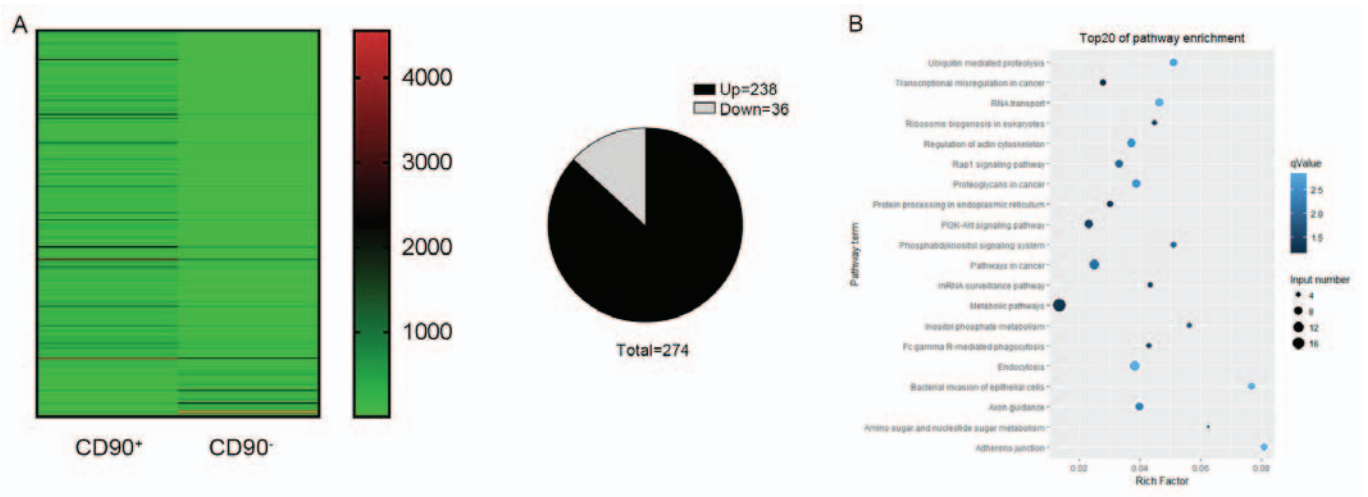 A
4000
3000
2000
1000
CD90+
CD90-
Up=238
Down=36
Total=274
B
Top20 of pathway enrichment
Pathway term
Ubiquitin mediated proteolysis
Transcriptional misregulation in cancer
RNA transport
Ribosome biogenesis in eukaryotes
Regulation of actin cytoskeleton
Rap1 signaling pathway
Proteoglycans in cancer
Protein processing in endoplasmic reticulum
PI3K-Akt signaling pathway
Phosphatidylinositol signaling system
Pathways in cancer
mRNA surveillance pathway
Metabolic pathways
Inositol phosphate metabolism
Fc gamma R-mediated phagocytosis
Endocytosis
Bacterial invasion of epithelial cells
Axon guidance
Amino sugar and nucleotide sugar metabolism
Adherens junction
0.02 0.04 0.06 0.08
Rich Factor
qValue
2.5
2.0
1.5
Input number
4
8
12
16